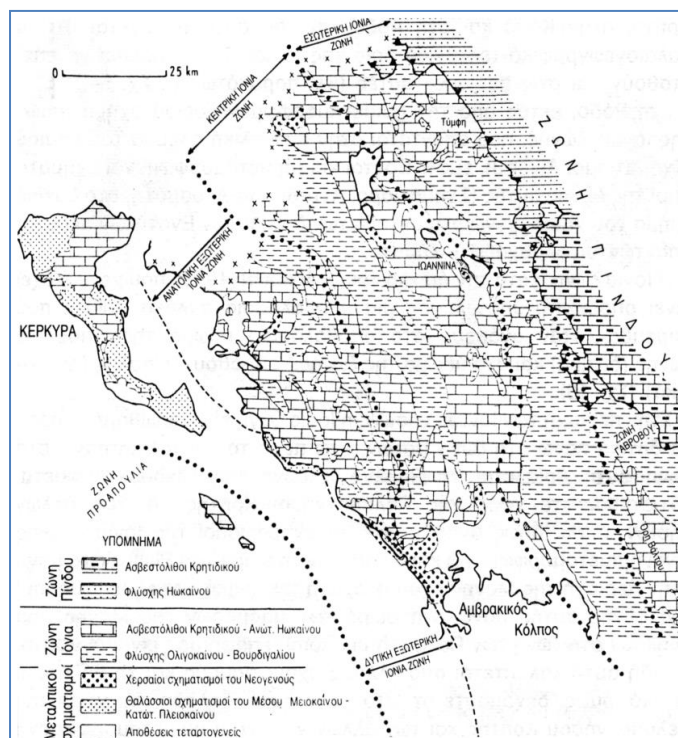 ΕΣΩΤΕΡΙΚΗ ΙΟΝΙΑ
ΖΩΝΗ
0 25 km
ΚΕΝΤΡΙΚΗ ΙΟΝΙΑ
ΖΩΝΗ
Τύμφη
ΖΩΝΗ ΠΙΝΔΟΥ
ΑΝΑΤΟΛΙΚΗ ΕΞΩΤΕΡΙΚΗ
ΙΟΝΙΑ ΖΩΝΗ
ΙΩΑΝΝΙΝΑ
ΚΕΡΚΥΡΑ
ΖΩΝΗ
ΓΑΒΡΟΒΟΥ
ΖΩΝΗ
ΠΡΟΑΠΟΥΛΙΑ
Όρη Βάλτου
Αμβρακικός
Κόλπος
ΔΥΤΙΚΗ ΕΞΩΤΕΡΙΚΗ
ΙΟΝΙΑ ΖΩΝΗ
ΥΠΟΜΝΗΜΑ
Ζώνη
Πίνδου
Ασβεστόλιθοι Κρητιδικού
Φλύσχης Ηωκαίνου
Ζώνη
Ιόνια
Ασβεστόλιθοι Κρητιδικού - Ανώτ. Ηωκαίνου
Φλύσχης Ολιγοκαίνου - Βουρδιγαλίου
Μεταλπικοί
σχηματισμοί
Χερσαίοι σχηματισμοί του Νεογενούς
Θαλάσσιοι σχηματισμοί του Μέσου Μειοκαίνου -
Κατώτ. Πλειοκαίνου
Αποθέσεις τεταρτογενείς